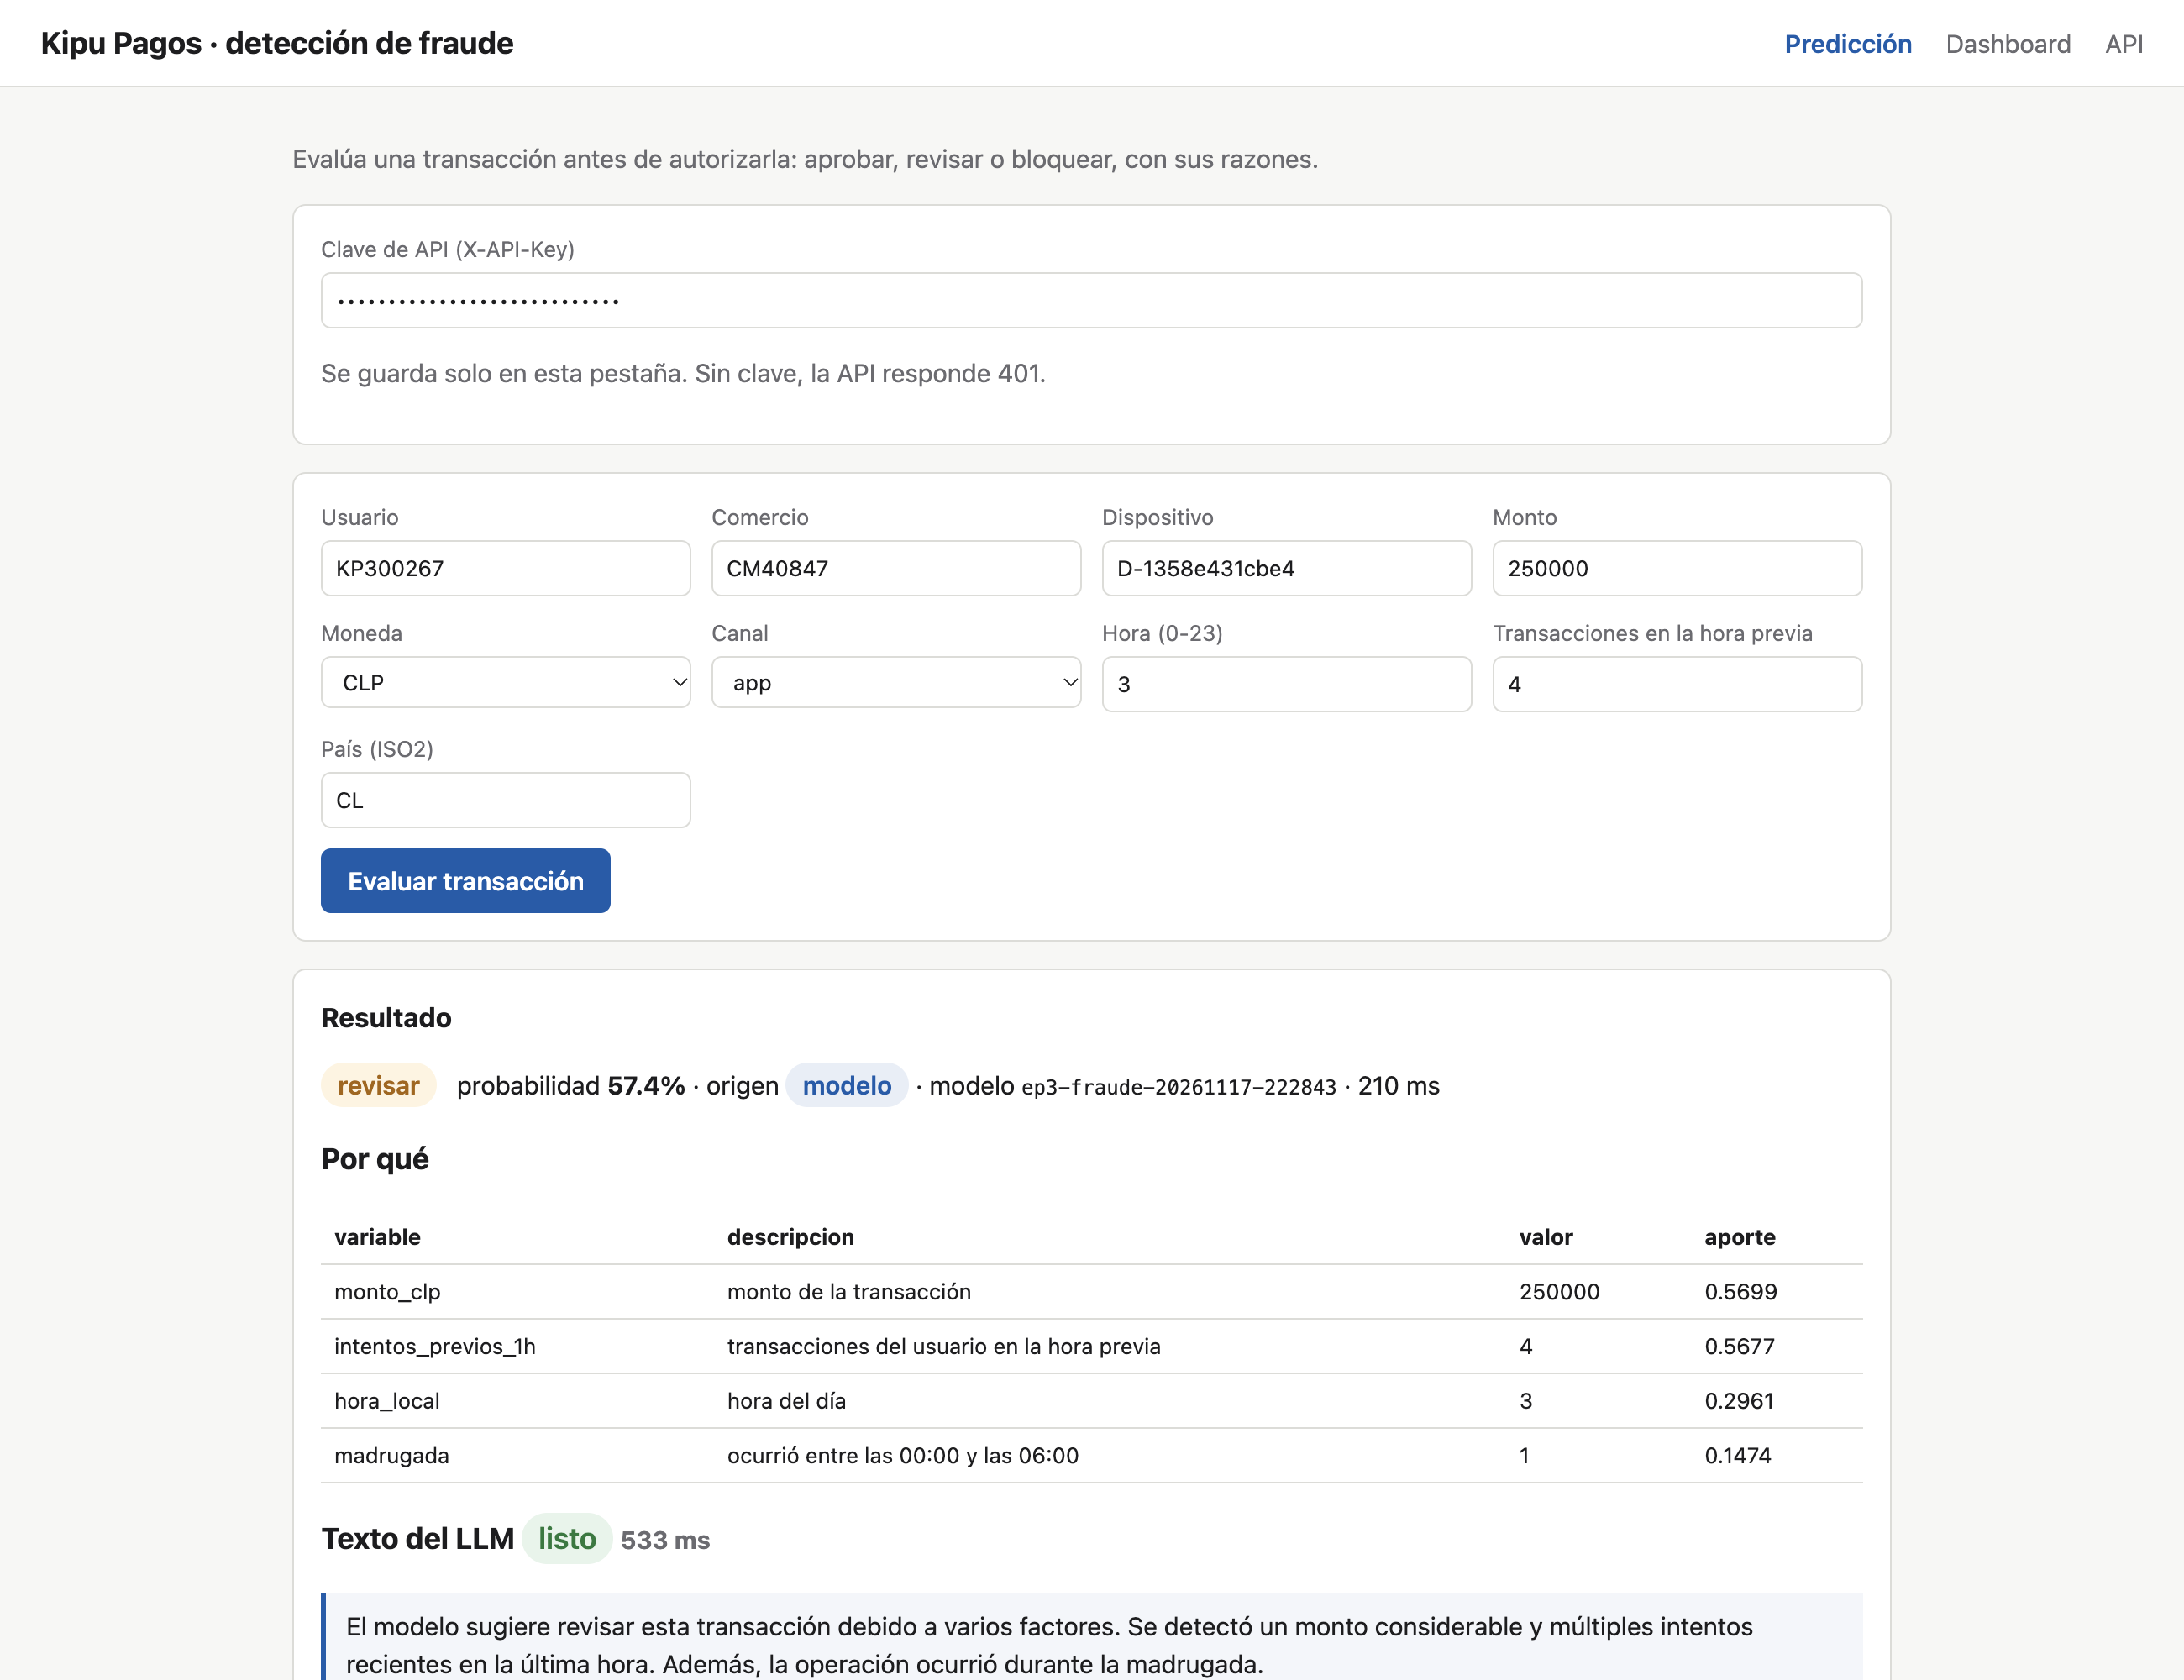 Kipu Pagos · detección de fraude
Predicción Dashboard API
Evalúa una transacción antes de autorizarla: aprobar, revisar o bloquear, con sus razones.
Clave de API (X-API-Key)
••••••••••••••••••••••••••••
Se guarda solo en esta pestaña. Sin clave, la API responde 401.
Usuario Comercio Dispositivo Monto
KP300267 CM40847 D-1358e431cbe4 250000
Moneda Canal Hora (0-23) Transacciones en la hora previa
CLP app 3 4
País (ISO2)
CL
Evaluar transacción
Resultado
revisar probabilidad 57.4% · origen modelo · modelo ep3-fraude-20261117-222843 · 210 ms
Por qué
variable descripcion valor aporte
monto_clp monto de la transacción 250000 0.5699
intentos_previos_1h transacciones del usuario en la hora previa 4 0.5677
hora_local hora del día 3 0.2961
madrugada ocurrió entre las 00:00 y las 06:00 1 0.1474
Texto del LLM listo 533 ms
El modelo sugiere revisar esta transacción debido a varios factores. Se detectó un monto considerable y múltiples intentos
recientes en la última hora. Además, la operación ocurrió durante la madrugada.